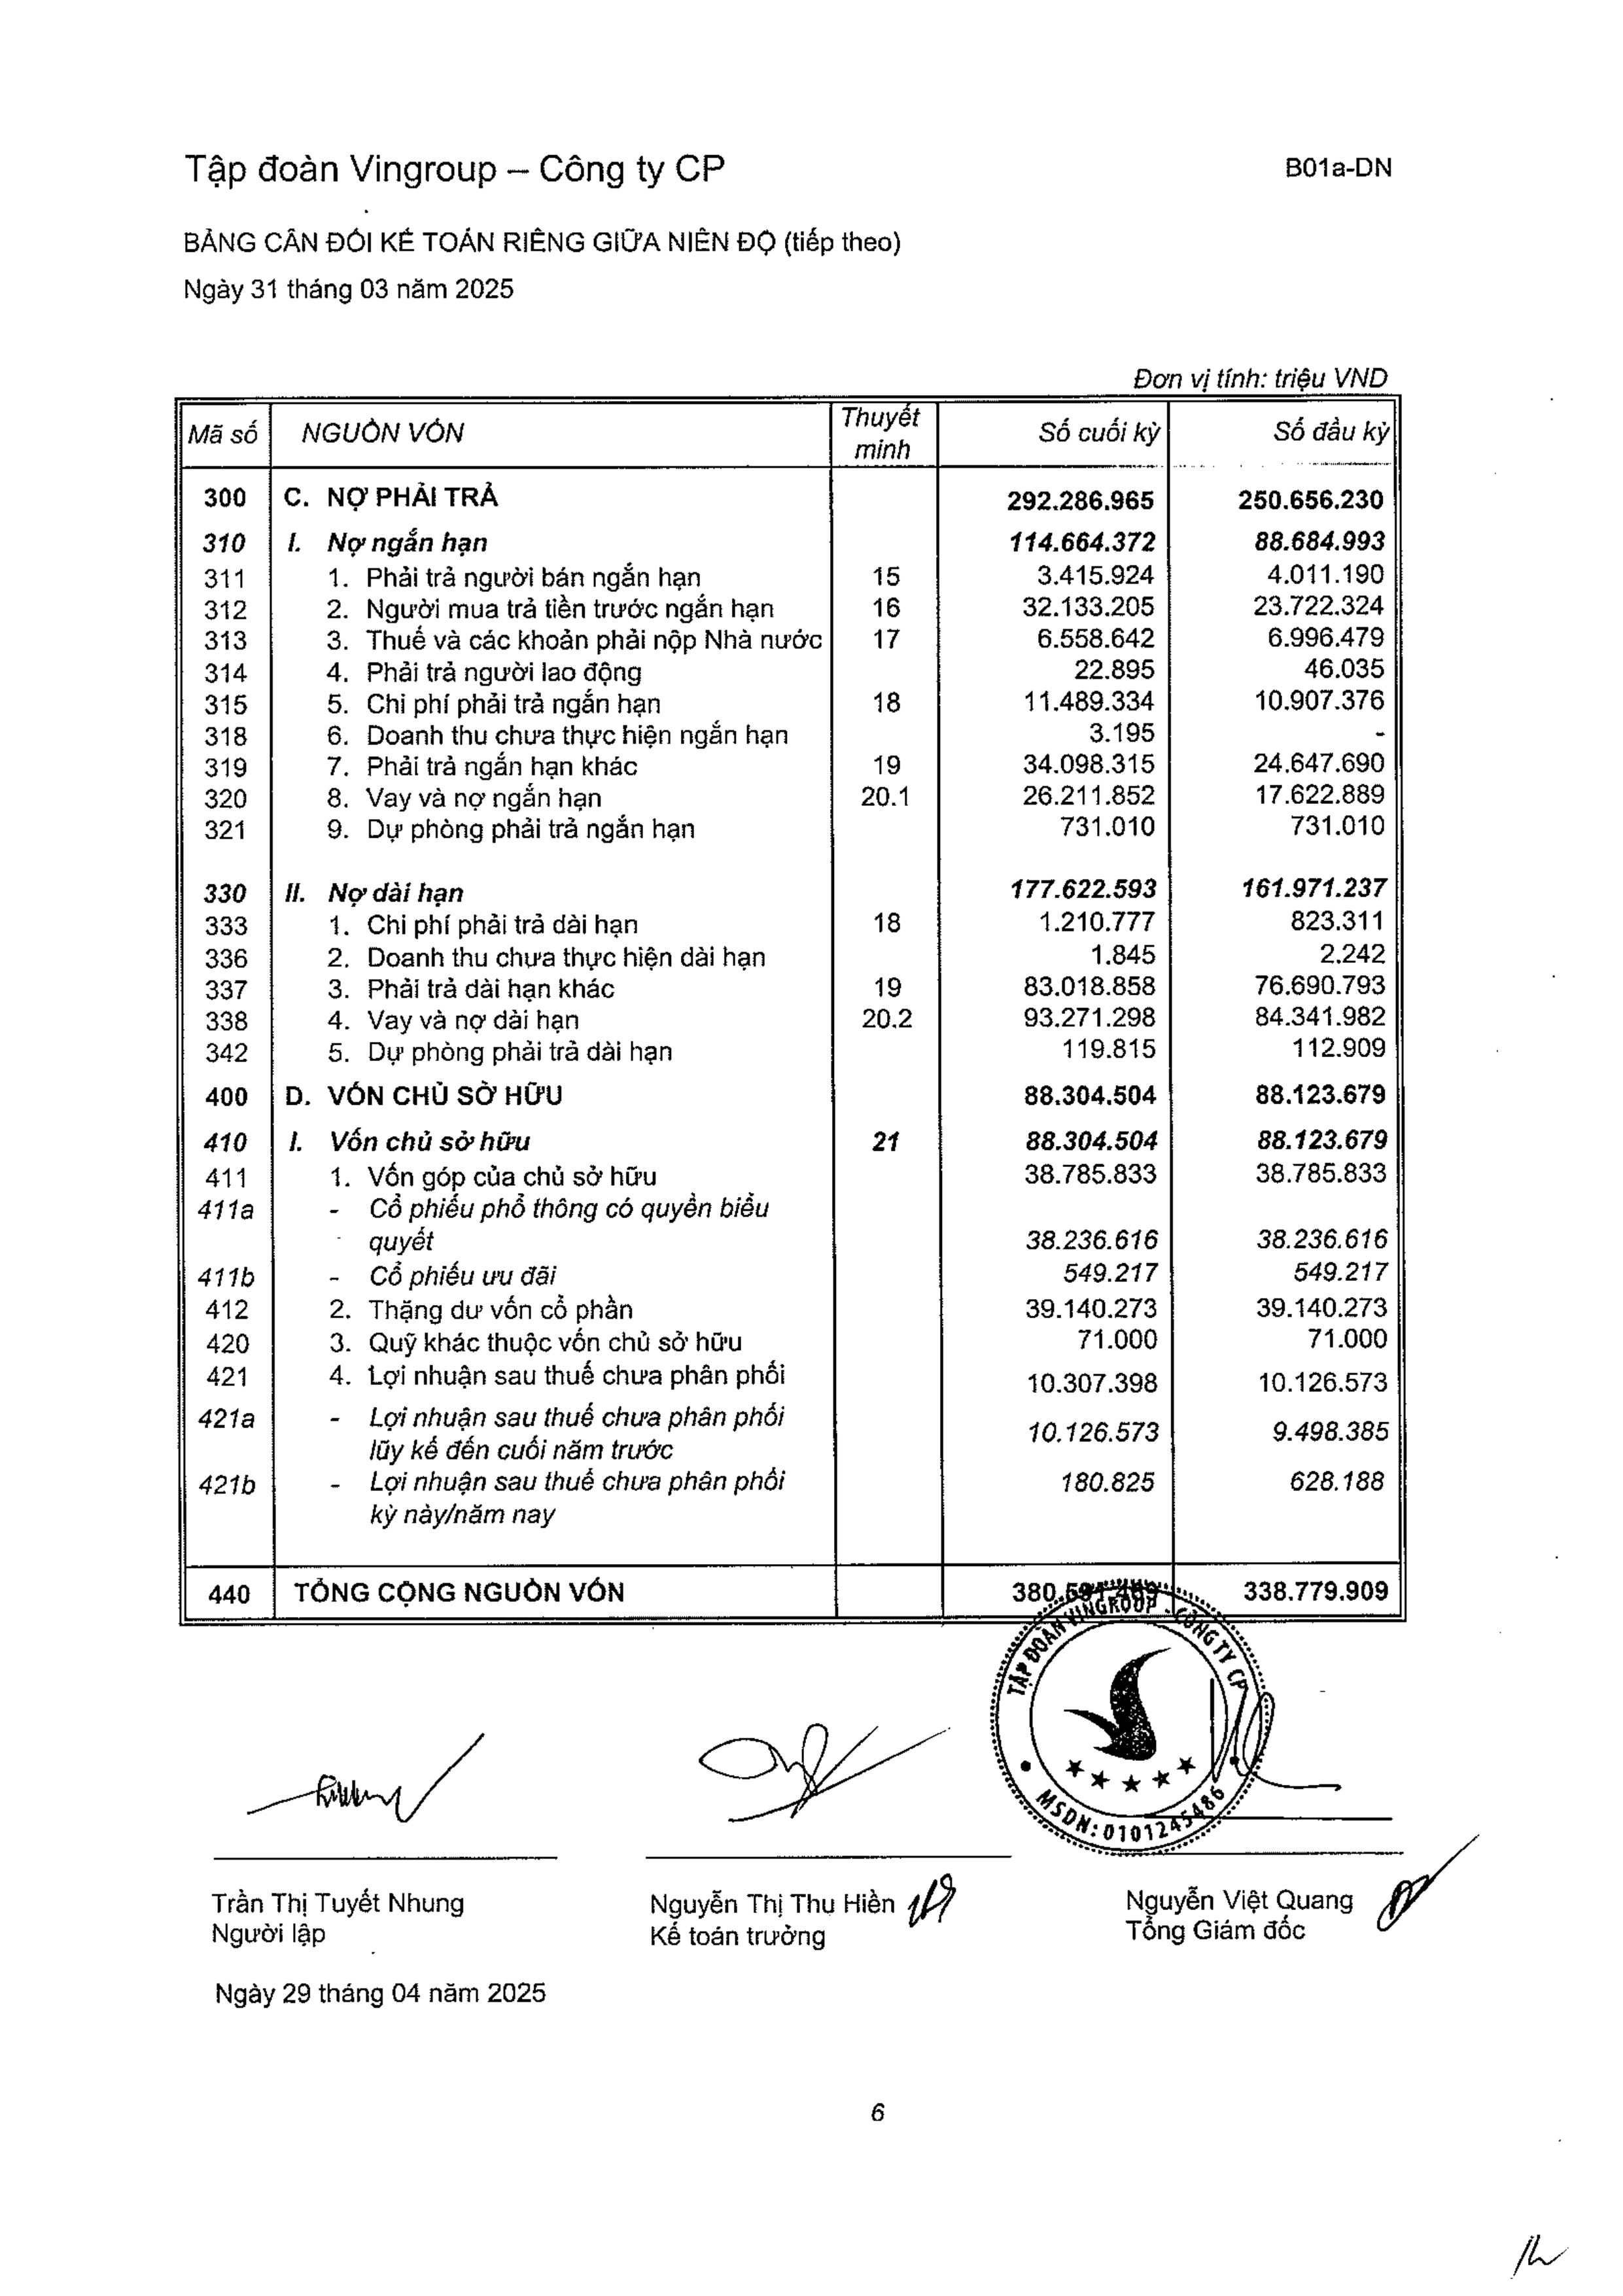 Tập đoàn Vingroup – Công ty CP B01a-DN
BẢNG CÂN ĐỐI KẾ TOÁN RIÊNG GIỮA NIÊN ĐỘ (tiếp theo)
Ngày 31 tháng 03 năm 2025
Đơn vị tính: triệu VND
Mã số NGUỒN VỐN Thuyết minh Số cuối kỳ Số đầu kỳ
300 C. NỢ PHẢI TRẢ 292.286.965 250.656.230
310 I. Nợ ngắn hạn 114.664.372 88.684.993
311 1. Phải trả người bán ngắn hạn 15 3.415.924 4.011.190
312 2. Người mua trả tiền trước ngắn hạn 16 32.133.205 23.722.324
313 3. Thuế và các khoản phải nộp Nhà nước 17 6.558.642 6.996.479
314 4. Phải trả người lao động 22.895 46.035
315 5. Chi phí phải trả ngắn hạn 18 11.489.334 10.907.376
318 6. Doanh thu chưa thực hiện ngắn hạn 3.195 -
319 7. Phải trả ngắn hạn khác 19 34.098.315 24.647.690
320 8. Vay và nợ ngắn hạn 20.1 26.211.852 17.622.889
321 9. Dự phòng phải trả ngắn hạn 731.010 731.010
330 II. Nợ dài hạn 177.622.593 161.971.237
333 1. Chi phí phải trả dài hạn 18 1.210.777 823.311
336 2. Doanh thu chưa thực hiện dài hạn 1.845 2.242
337 3. Phải trả dài hạn khác 19 83.018.858 76.690.793
338 4. Vay và nợ dài hạn 20.2 93.271.298 84.341.982
342 5. Dự phòng phải trả dài hạn 119.815 112.909
400 D. VỐN CHỦ SỞ HỮU 88.304.504 88.123.679
410 I. Vốn chủ sở hữu 21 88.304.504 88.123.679
411 1. Vốn góp của chủ sở hữu 38.785.833 38.785.833
411a - Cổ phiếu phổ thông có quyền biểu
quyết 38.236.616 38.236.616
411b - Cổ phiếu ưu đãi 549.217 549.217
412 2. Thặng dư vốn cổ phần 39.140.273 39.140.273
420 3. Quỹ khác thuộc vốn chủ sở hữu 71.000 71.000
421 4. Lợi nhuận sau thuế chưa phân phối 10.307.398 10.126.573
421a - Lợi nhuận sau thuế chưa phân phối
lũy kế đến cuối năm trước 10.126.573 9.498.385
421b - Lợi nhuận sau thuế chưa phân phối 180.825 628.188
kỳ này/năm nay
440 TỔNG CỘNG NGUỒN VỐN 338.779.909
TẬP ĐOÀN VINGROUP - CÔNG TY CP
MSDN: 0101245486
Trần Thị Tuyết Nhung Nguyễn Thị Thu Hiền Nguyễn Việt Quang
Người lập Kế toán trưởng Tổng Giám đốc
Ngày 29 tháng 04 năm 2025
6